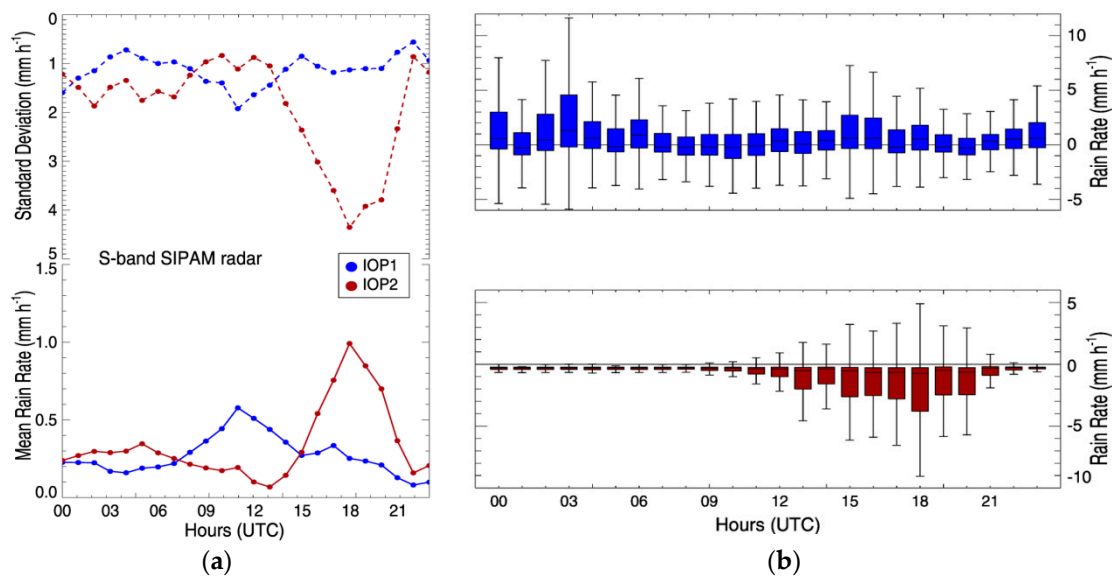 0
1
2
3
4
5
Standard Deviation (mm h⁻¹)
S-band SIPAM radar
IOP1
IOP2
1.5
1.0
0.5
0.0
Mean Rain Rate (mm h⁻¹)
00 03 06 09 12 15 18 21
Hours (UTC)
(a)
10
5
0
-5
Rain Rate (mm h⁻¹)
5
0
-5
-10
Rain Rate (mm h⁻¹)
00 03 06 09 12 15 18 21
Hours (UTC)
(b)